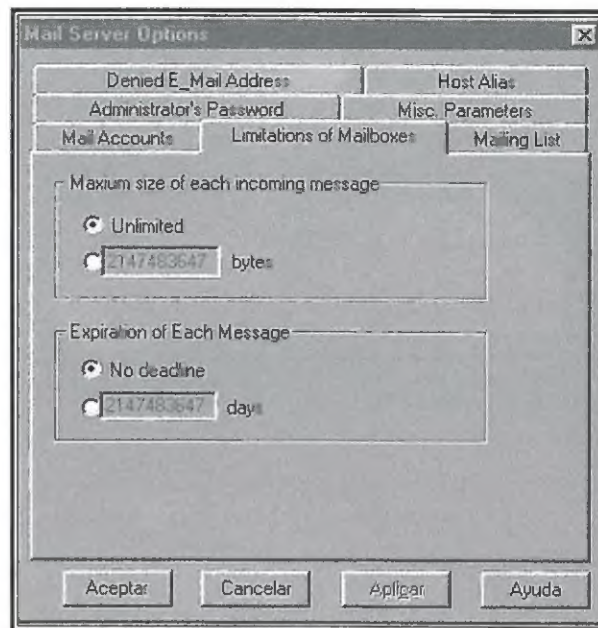 Mail Server Options
Denied E_Mail Address Host Alias
Administrator's Password Misc. Parameters
Mail Accounts Limitations of Mailboxes Mailing List
Maxium size of each incoming message
Unlimited
2147483647 bytes
Expiration of Each Message
No deadline
2147483647 days
Aceptar Cancelar Aplicar Ayuda